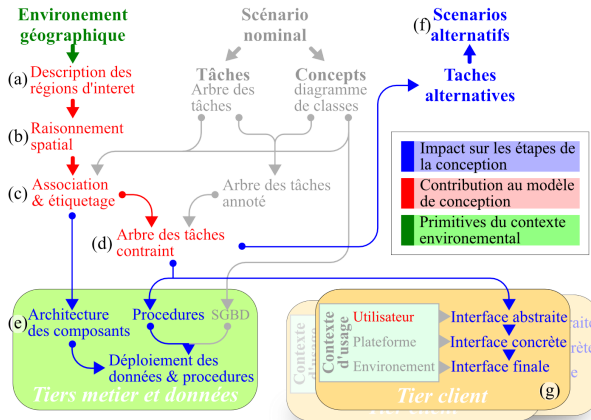 Environement
géographique
Scénario
nominal
(f)
Scenarios
alternatifs
(a)
Description des
régions d'interet
Tâches
Arbre des
tâches
Concepts
diagramme
de classes
Taches
alternatives
(b)
Raisonnement
spatial
Impact sur les étapes de
la conception
Contribution au modèle
de conception
Primitives du contexte
environemental
(c)
Association
& étiquetage
Arbre des tâches
annoté
(d)
Arbre des tâches
contraint
(e)
Architecture
des composants
Procedures
SGBD
Déploiement des
données & procedures
Tiers metier et données
Contexte
d'usage
Utilisateur
Plateforme
Environement
Interface abstraite
Interface concrète
Interface finale
(g)
Tier client